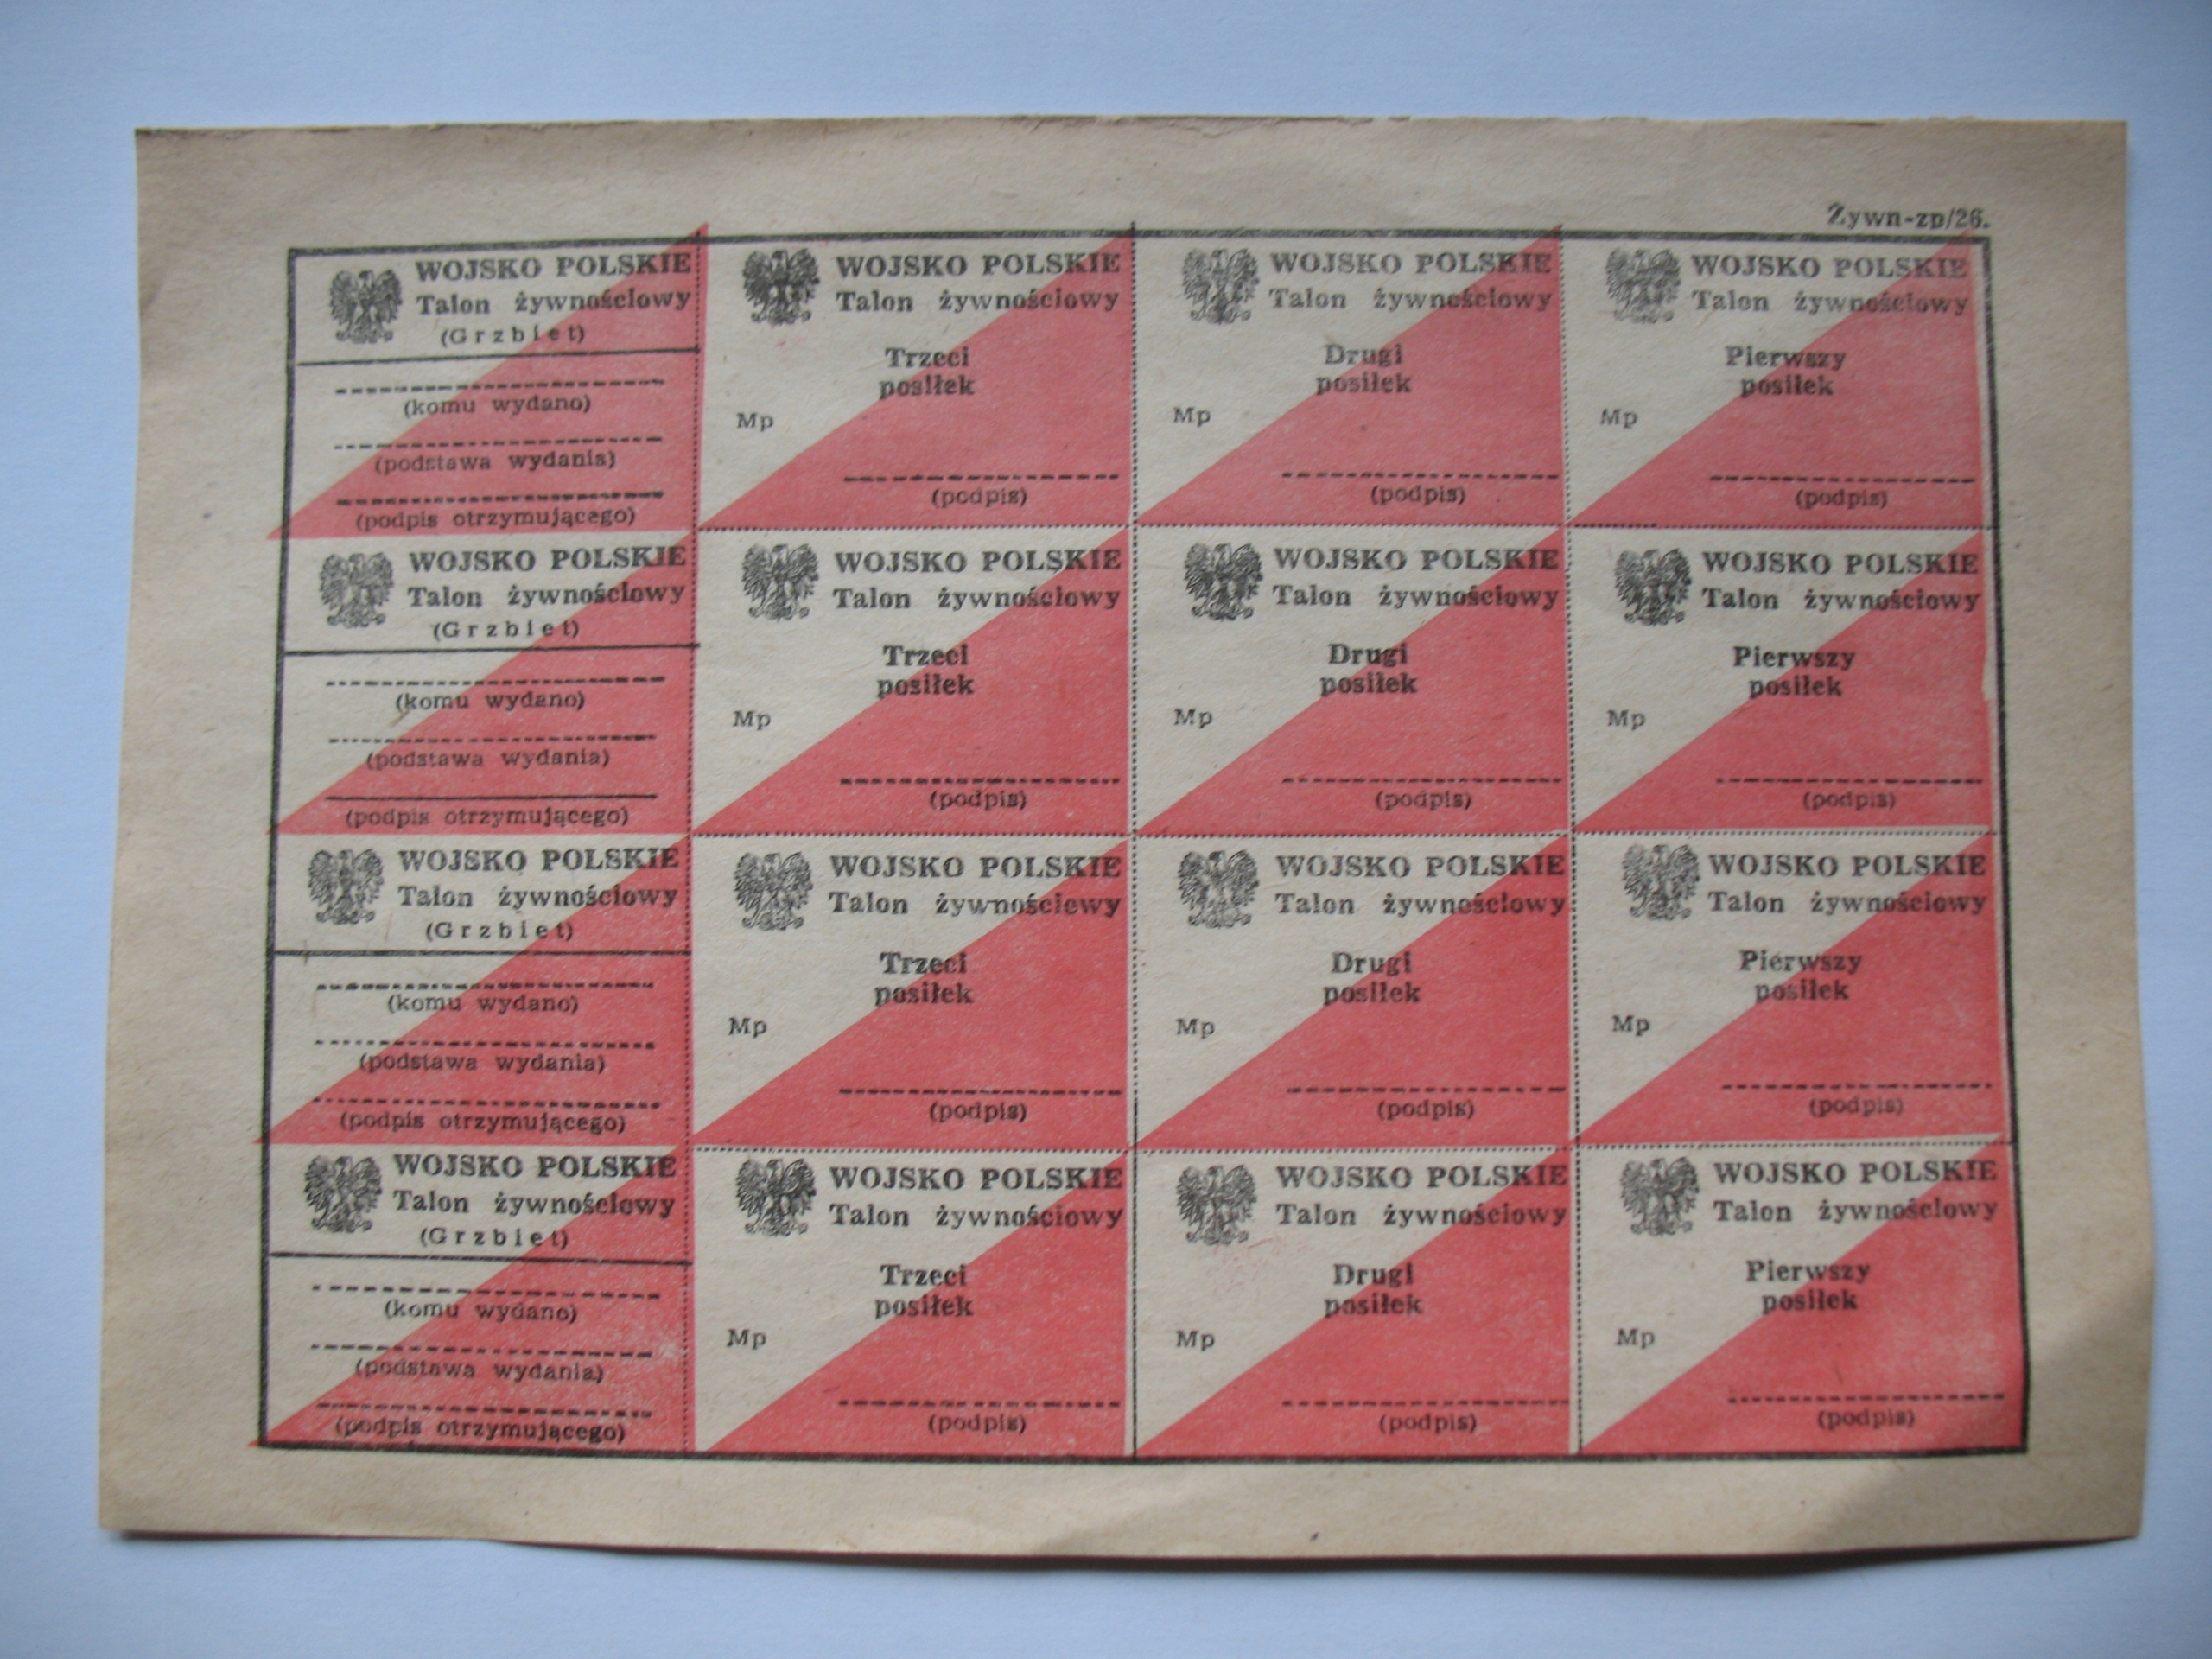 Żywn-zp/26.
WOJSKO POLSKIE
Talon żywnościowy
(Grzbiet)
(komu wydano)
(podstawa wydania)
(podpis otrzymującego)
WOJSKO POLSKIE
Talon żywnościowy
Trzeci
posiłek
Mp
(podpis)
WOJSKO POLSKIE
Talon żywnościowy
Drugi
posiłek
Mp
(podpis)
WOJSKO POLSKIE
Talon żywnościowy
Pierwszy
posiłek
Mp
(podpis)
WOJSKO POLSKIE
Talon żywnościowy
(Grzbiet)
(komu wydano)
(podstawa wydania)
(podpis otrzymującego)
WOJSKO POLSKIE
Talon żywnościowy
Trzeci
posiłek
Mp
(podpis)
WOJSKO POLSKIE
Talon żywnościowy
Drugi
posiłek
Mp
(podpis)
WOJSKO POLSKIE
Talon żywnościowy
Pierwszy
posiłek
Mp
(podpis)
WOJSKO POLSKIE
Talon żywnościowy
(Grzbiet)
(komu wydano)
(podstawa wydania)
(podpis otrzymującego)
WOJSKO POLSKIE
Talon żywnościowy
Trzeci
posiłek
Mp
(podpis)
WOJSKO POLSKIE
Talon żywnościowy
Drugi
posiłek
Mp
(podpis)
WOJSKO POLSKIE
Talon żywnościowy
Pierwszy
posiłek
Mp
(podpis)
WOJSKO POLSKIE
Talon żywnościowy
(Grzbiet)
(komu wydano)
(podstawa wydania)
(podpis otrzymującego)
WOJSKO POLSKIE
Talon żywnościowy
Trzeci
posiłek
Mp
(podpis)
WOJSKO POLSKIE
Talon żywnościowy
Drugi
posiłek
Mp
(podpis)
WOJSKO POLSKIE
Talon żywnościowy
Pierwszy
posiłek
Mp
(podpis)